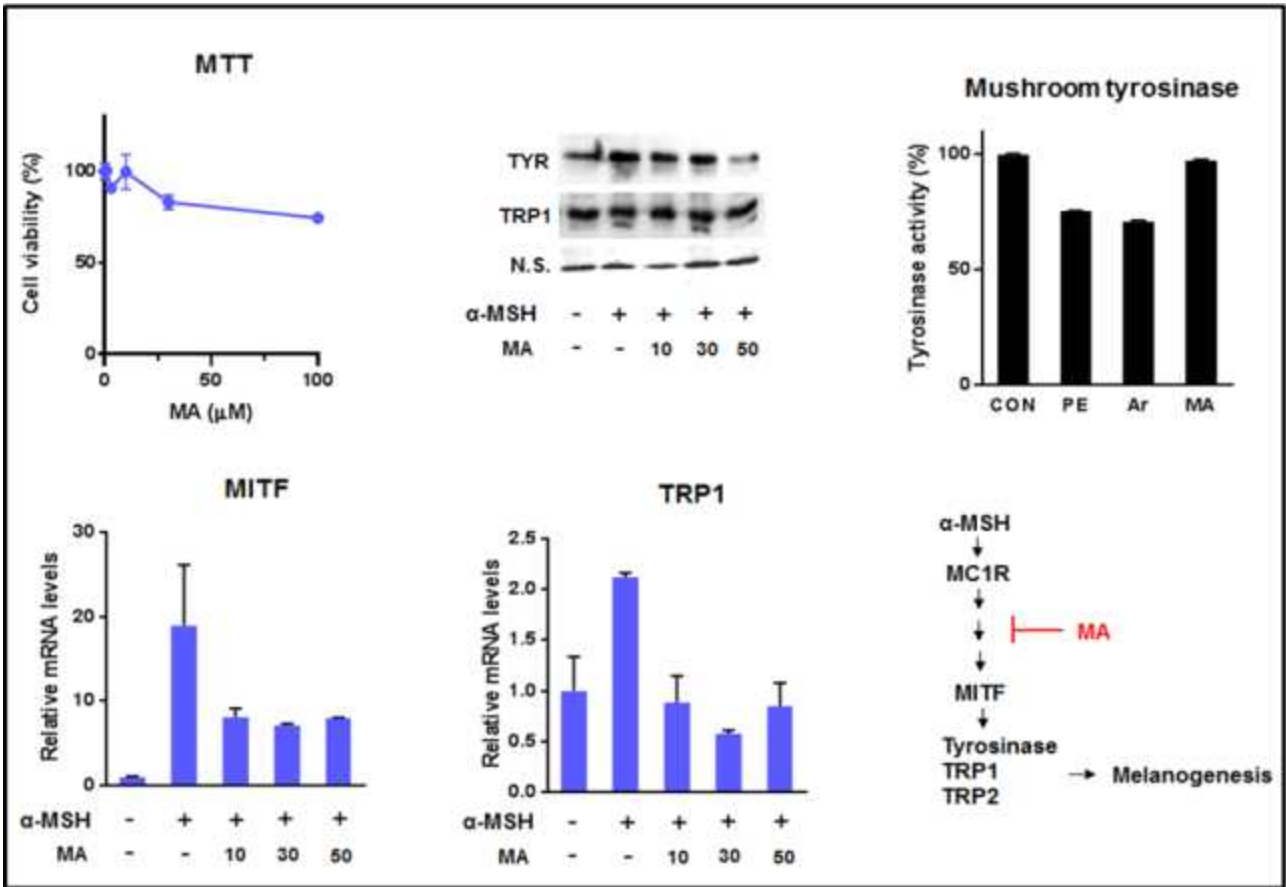 MTT
Cell viability (%)
100
50
0
0 50 100
MA (μM)
TYR
TRP1
N.S.
α-MSH - + + + +
MA - - 10 30 50
Mushroom tyrosinase
Tyrosinase activity (%)
100
50
0
CON PE Ar MA
MITF
Relative mRNA levels
30
20
10
0
α-MSH - + + + +
MA - - 10 30 50
TRP1
Relative mRNA levels
2.5
2.0
1.5
1.0
0.5
0.0
α-MSH - + + + +
MA - - 10 30 50
α-MSH
MC1R
MA
MITF
Tyrosinase
TRP1 → Melanogenesis
TRP2